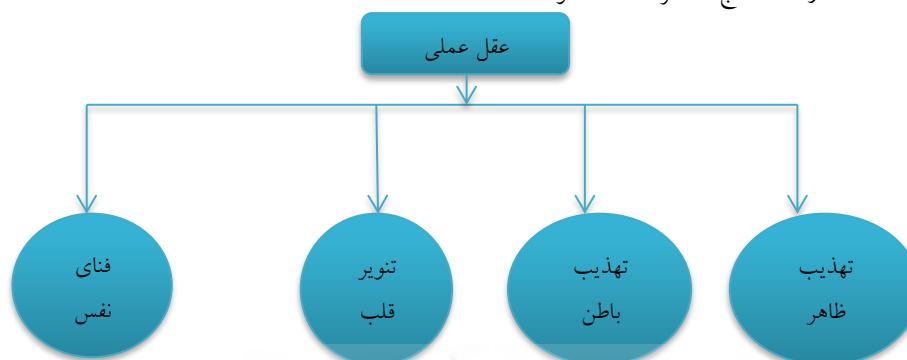 عقل عملی
تهذیب
ظاهر
تهذیب
باطن
تنویر
قلب
فنای
نفس